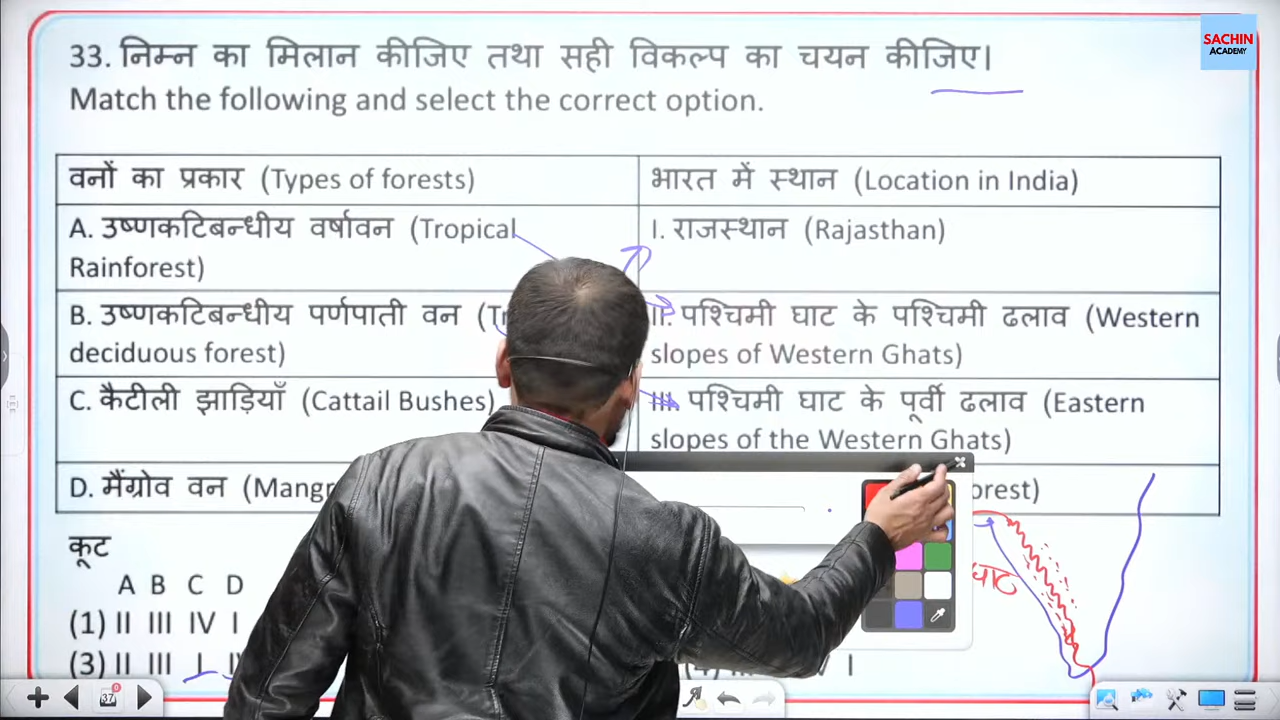 SACHIN
ACADEMY
33. निम्न का मिलान कीजिए तथा सही विकल्प का चयन कीजिए।
Match the following and select the correct option.
वनों का प्रकार (Types of forests)
भारत में स्थान (Location in India)
A. उष्णकटिबन्धीय वर्षावन (Tropical
Rainforest)
I. राजस्थान (Rajasthan)
B. उष्णकटिबन्धीय पर्णपाती वन
deciduous forest)
II. पश्चिमी घाट के पश्चिमी ढलाव (Western
slopes of Western Ghats)
C. कैटीली झाड़ियाँ (Cattail Bushes)
III. पश्चिमी घाट के पूर्वी ढलाव (Eastern
slopes of the Western Ghats)
D. मैंग्रोव वन
घाट
कूट
A B C D
(1) II III IV I
(3) II III I
I
37